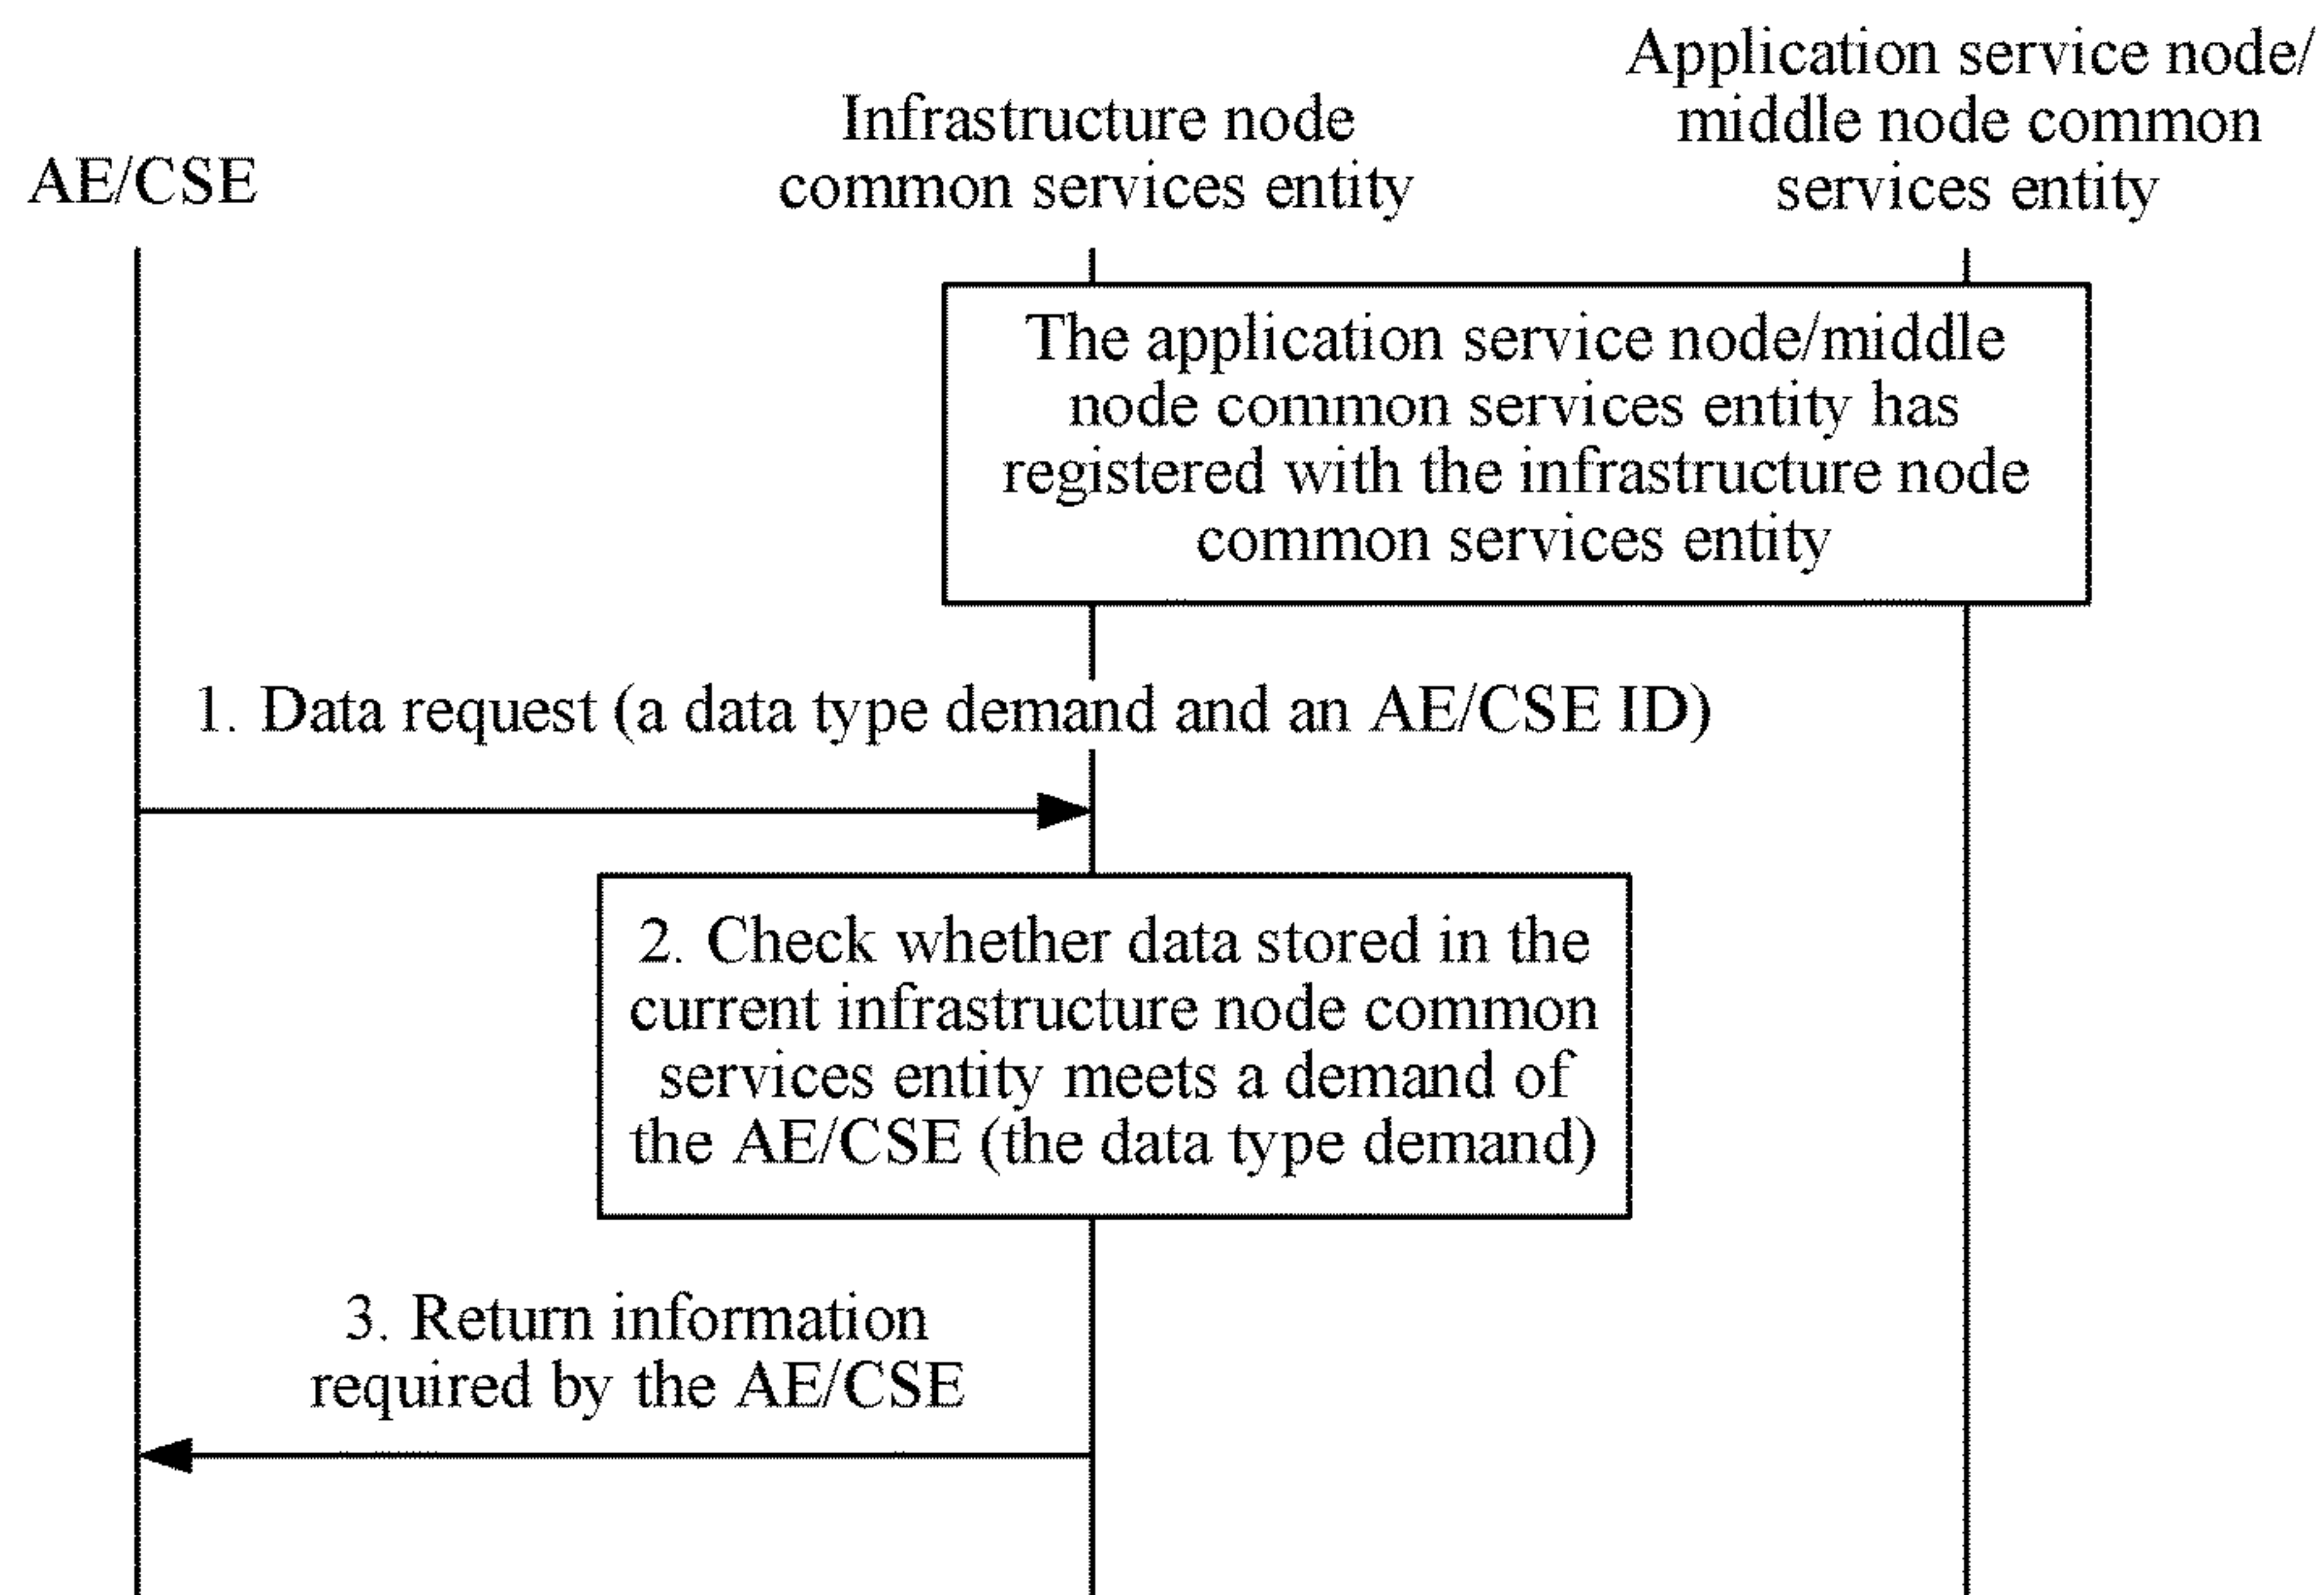 AE/CSE
Infrastructure node
common services entity
Application service node/
middle node common
services entity
The application service node/middle
node common services entity has
registered with the infrastructure node
common services entity
1. Data request (a data type demand and an AE/CSE ID)
2. Check whether data stored in the
current infrastructure node common
services entity meets a demand of
the AE/CSE (the data type demand)
3. Return information
required by the AE/CSE